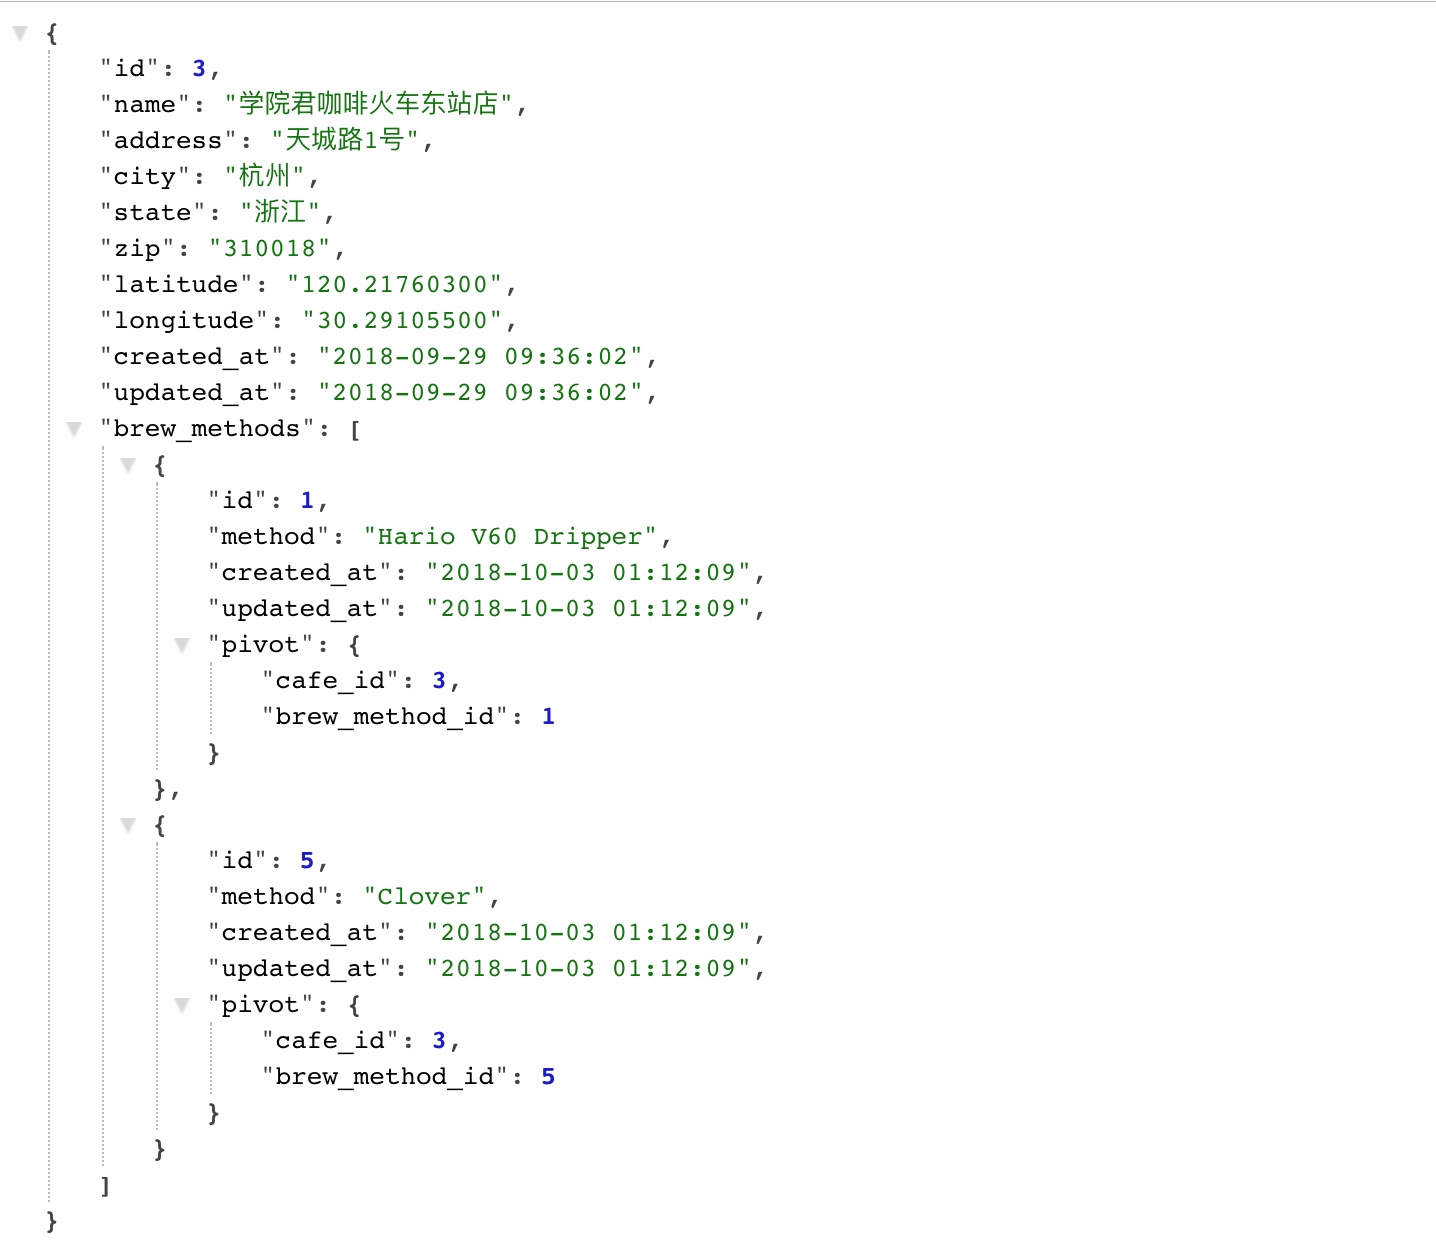 {
"id": 3,
"name": "学院君咖啡火车东站店",
"address": "天城路1号",
"city": "杭州",
"state": "浙江",
"zip": "310018",
"latitude": "120.21760300",
"longitude": "30.29105500",
"created_at": "2018-09-29 09:36:02",
"updated_at": "2018-09-29 09:36:02",
"brew_methods": [
{
"id": 1,
"method": "Hario V60 Dripper",
"created_at": "2018-10-03 01:12:09",
"updated_at": "2018-10-03 01:12:09",
"pivot": {
"cafe_id": 3,
"brew_method_id": 1
}
},
{
"id": 5,
"method": "Clover",
"created_at": "2018-10-03 01:12:09",
"updated_at": "2018-10-03 01:12:09",
"pivot": {
"cafe_id": 3,
"brew_method_id": 5
}
}
]
}